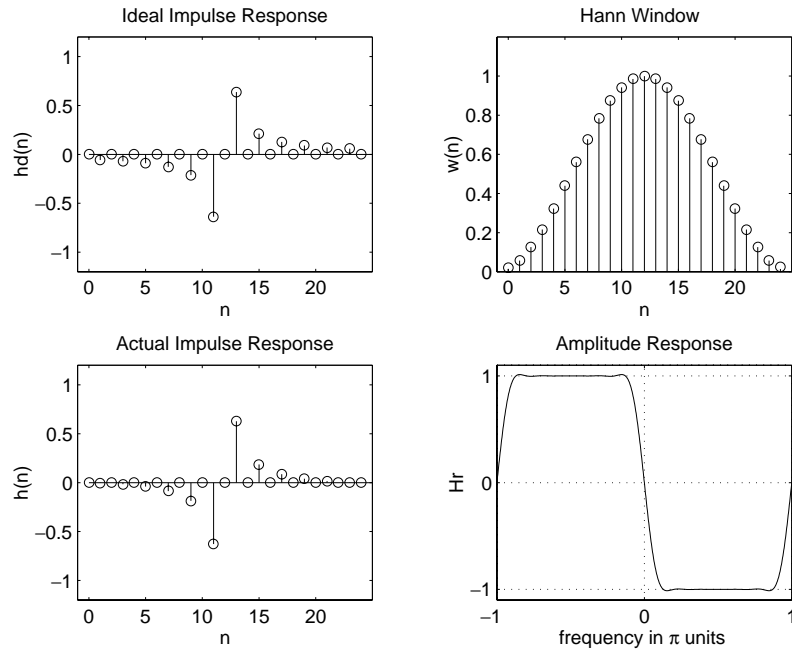 Ideal Impulse Response
1
0.5
0
−0.5
−1
hd(n)
0 5 10 15 20
n
Hann Window
1
0.8
0.6
0.4
0.2
0
w(n)
0 5 10 15 20
n
Actual Impulse Response
1
0.5
0
−0.5
−1
h(n)
0 5 10 15 20
n
Amplitude Response
1
0
−1
Hr
−1 0 1
frequency in π units